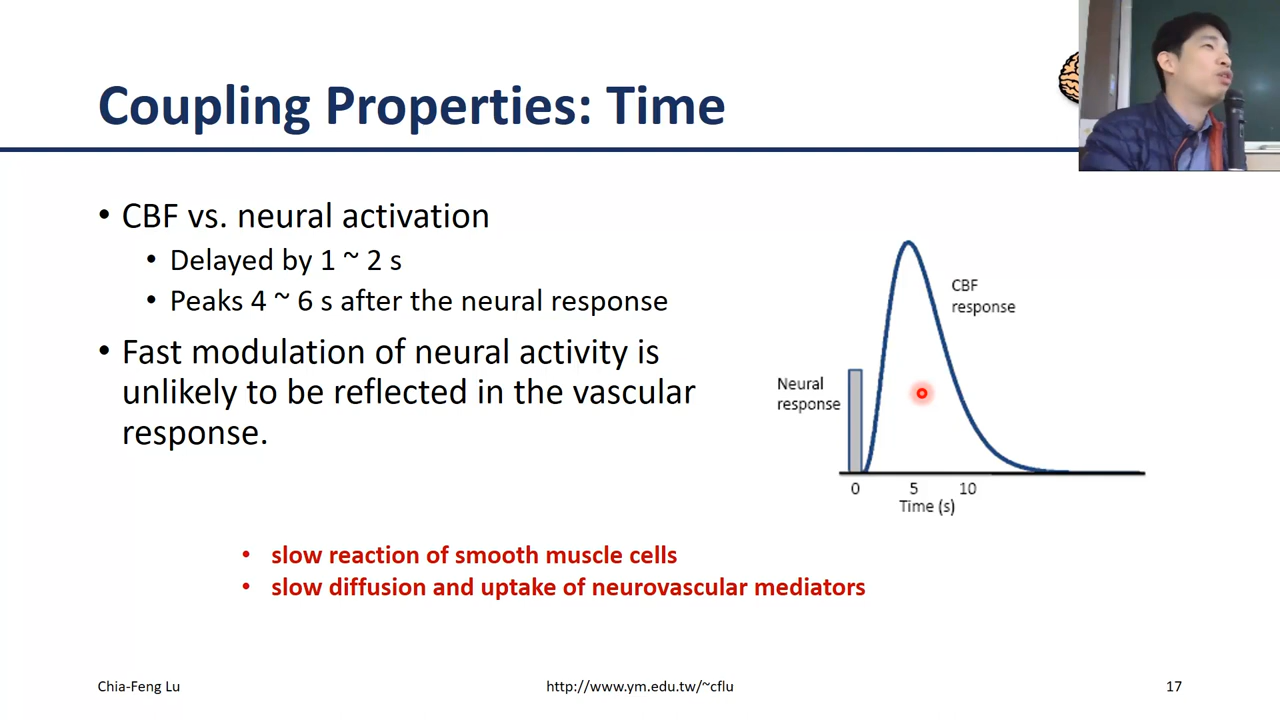 Coupling Properties: Time
• CBF vs. neural activation
• Delayed by 1 ~ 2 s
• Peaks 4 ~ 6 s after the neural response
• Fast modulation of neural activity is
unlikely to be reflected in the vascular
response.
CBF
response
Neural
response
0 5 10
Time (s)
• slow reaction of smooth muscle cells
• slow diffusion and uptake of neurovascular mediators
Chia-Feng Lu http://www.ym.edu.tw/~cflu 17